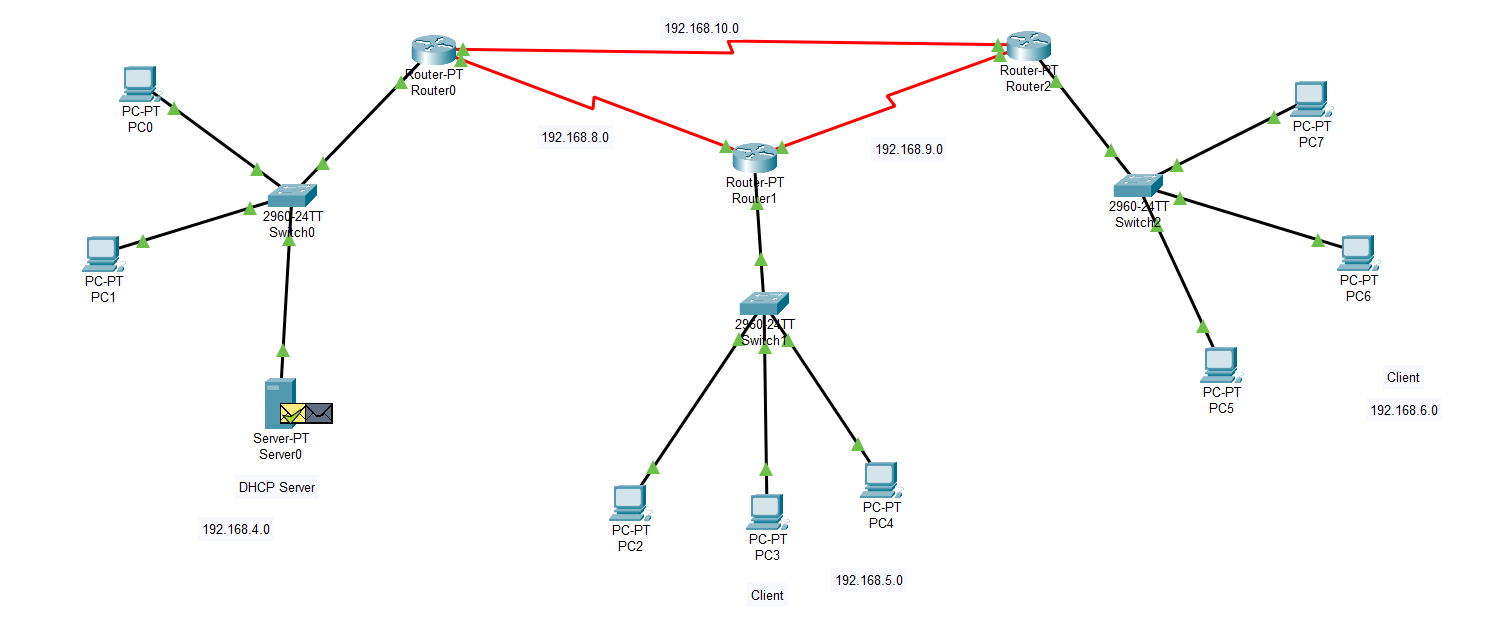 192.168.10.0
Router-PT
Router0
Router-PT
Router2
PC-PT
PC0
192.168.8.0
192.168.9.0
PC-PT
PC7
Router-PT
Router1
2960-24TT
Switch0
2960-24TT
Switch2
PC-PT
PC1
PC-PT
PC6
2960-24TT
Switch1
Client
192.168.6.0
PC-PT
PC5
Server-PT
Server0
DHCP Server
192.168.4.0
PC-PT
PC2
PC-PT
PC3
PC-PT
PC4
192.168.5.0
Client